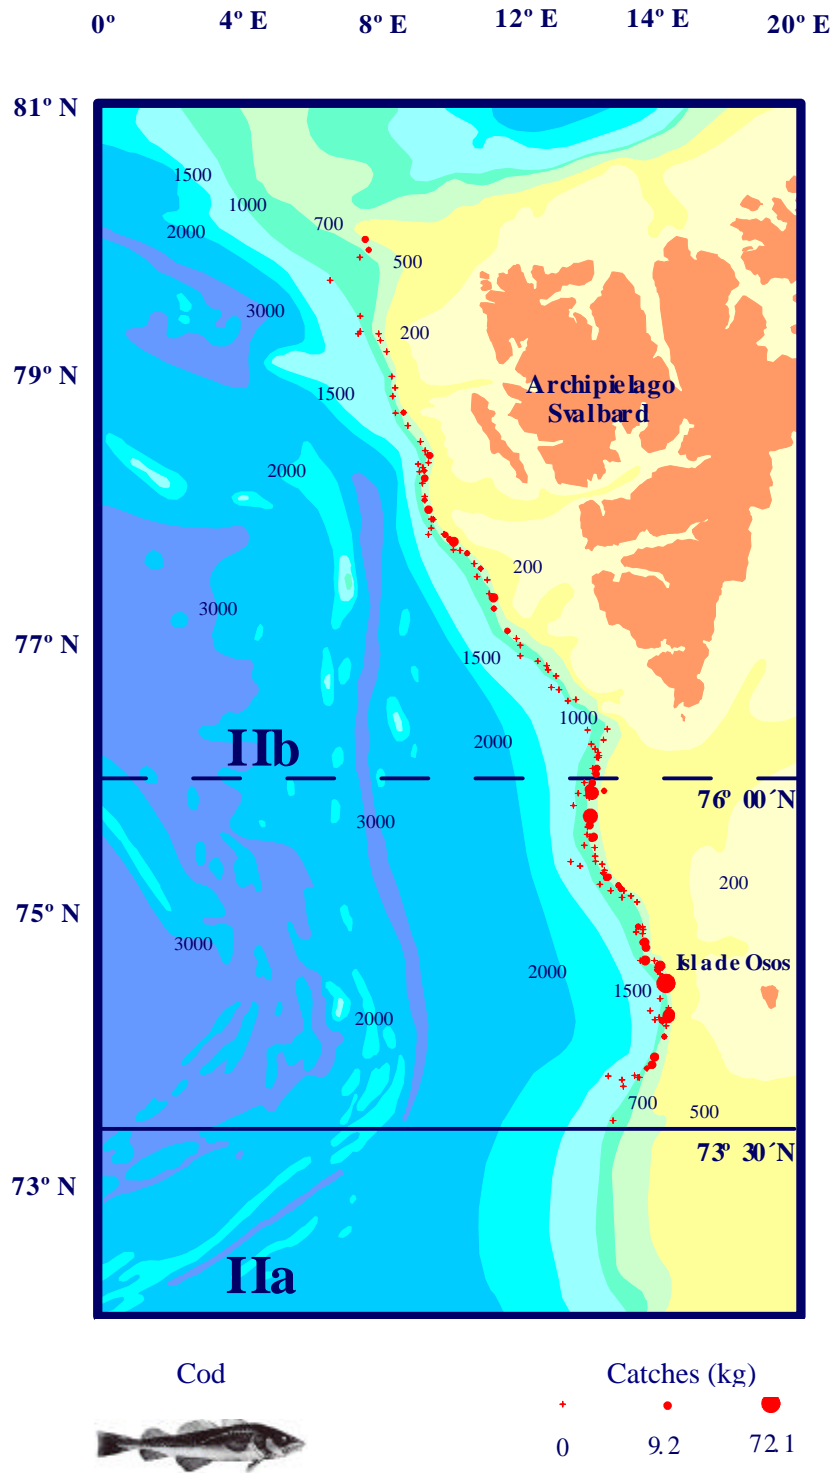 0º 4º E 8º E 12º E 14º E 20º E
81º N
1500
1000
700
2000
500
3000
200
79º N
1500
Archipielago
Svalbard
2000
200
3000
77º N
1500
1000
IIb
2000
76º 00´N
3000
200
75º N
3000
2000
Isla de Osos
1500
2000
700
500
73º 30´N
73º N
IIa
Cod
Catches (kg)
0 9.2 72.1